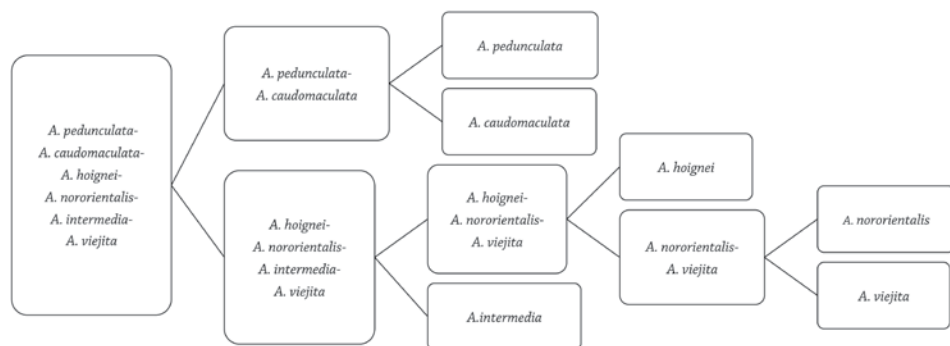 A. pedunculata-
A. caudomaculata-
A. hoignei-
A. nororientalis-
A. intermedia-
A. viejita
A. pedunculata-
A. caudomaculata
A. hoignei-
A. nororientalis-
A. intermedia-
A. viejita
A. pedunculata
A. caudomaculata
A. hoignei-
A. nororientalis-
A. viejita
A.intermedia
A. hoignei
A. nororientalis-
A. viejita
A. nororientalis
A. viejita